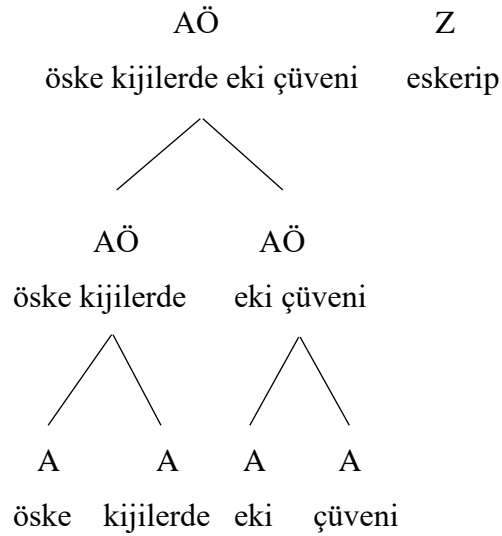 AÖ Z
öske kijilerde eki çüveni eskerip
AÖ AÖ
öske kijilerde eki çüveni
A A A A
öske kijilerde eki çüveni